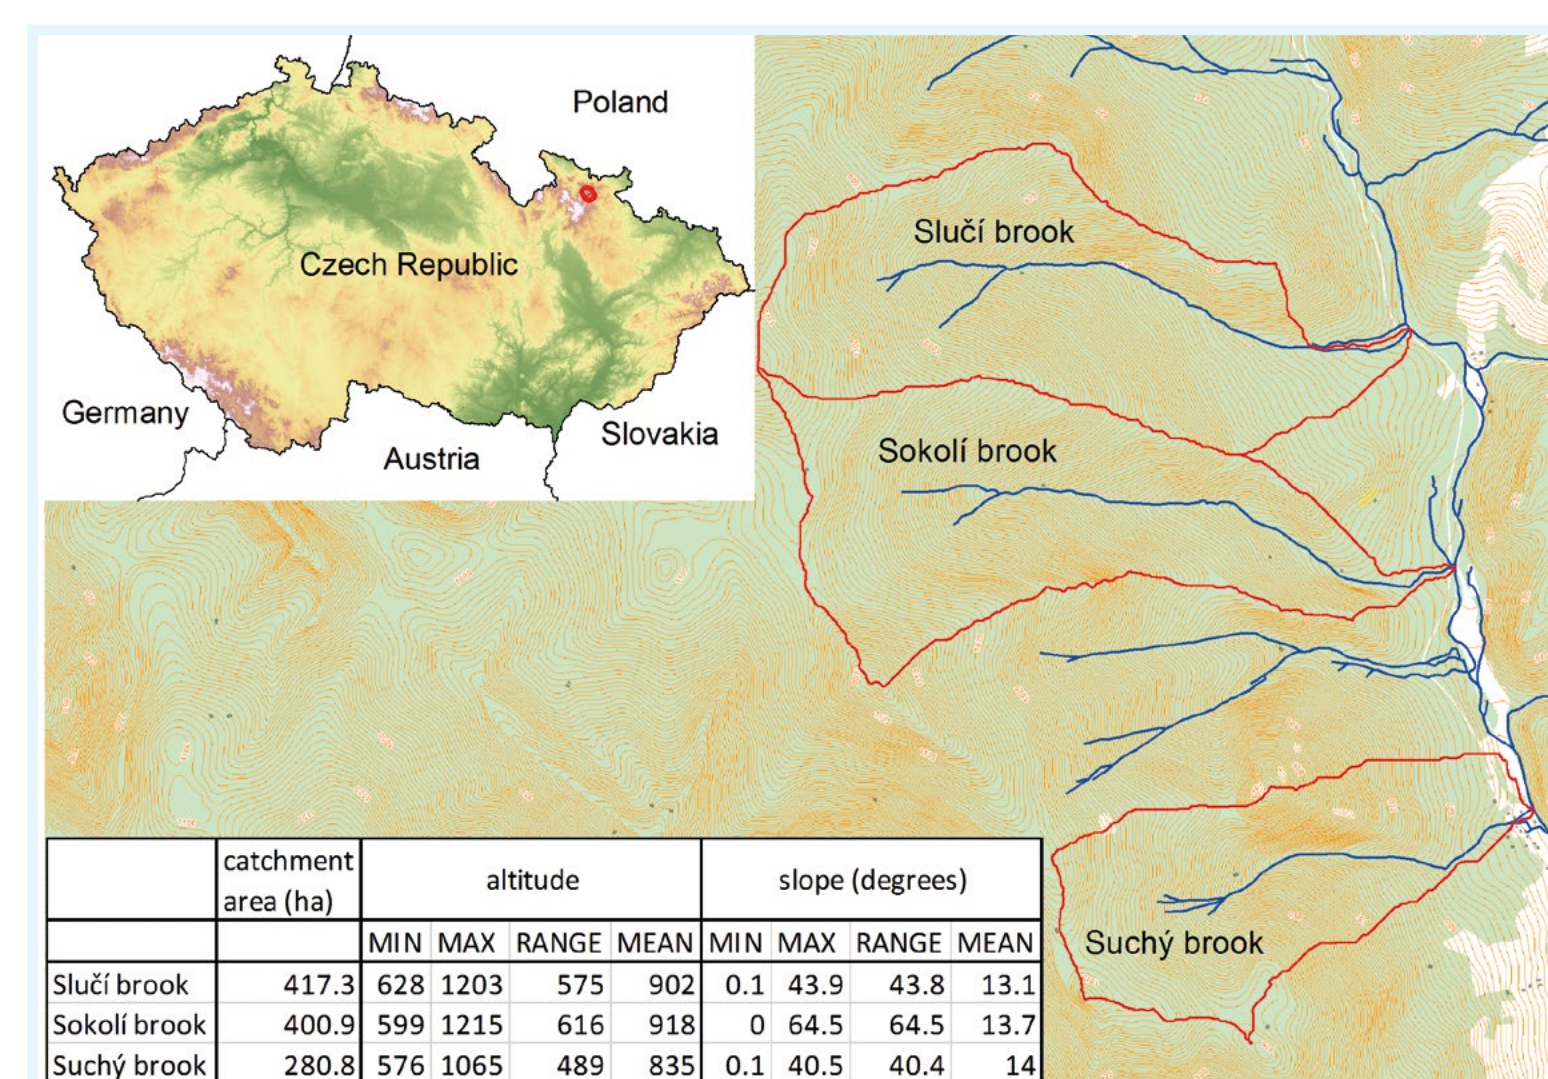 Poland
Czech Republic
Germany
Austria
Slovakia
Slučí brook
Sokolí brook
Suchý brook
catchment area (ha) altitude slope (degrees)
MIN MAX RANGE MEAN MIN MAX RANGE MEAN
Slučí brook 417.3 628 1203 575 902 0.1 43.9 43.8 13.1
Sokolí brook 400.9 599 1215 616 918 0 64.5 64.5 13.7
Suchý brook 280.8 576 1065 489 835 0.1 40.5 40.4 14